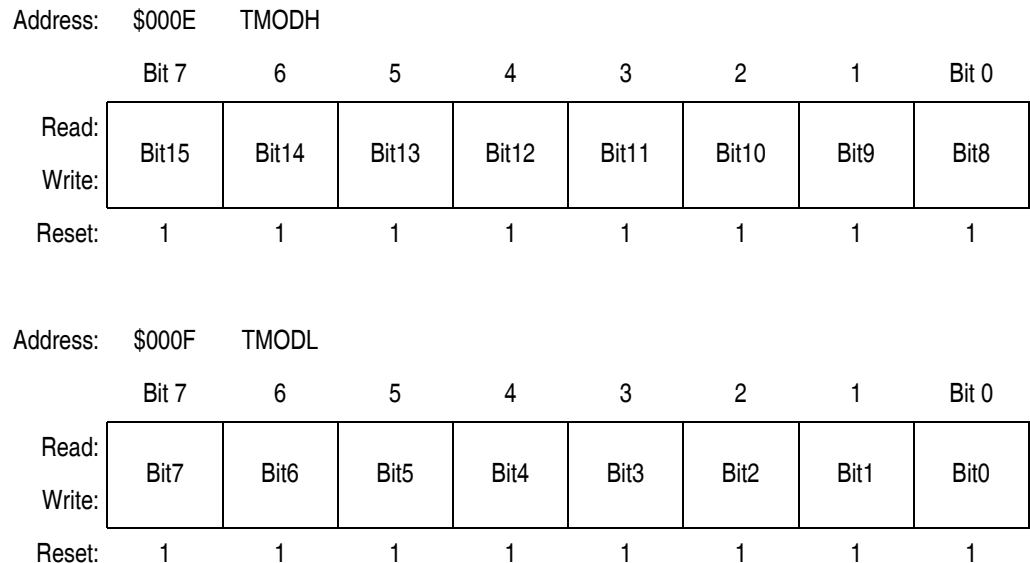 Address: $000E TMODH
Bit 7 6 5 4 3 2 1 Bit 0
Read:
Bit15 Bit14 Bit13 Bit12 Bit11 Bit10 Bit9 Bit8
Write:
Reset: 1 1 1 1 1 1 1 1
Address: $000F TMODL
Bit 7 6 5 4 3 2 1 Bit 0
Read:
Bit7 Bit6 Bit5 Bit4 Bit3 Bit2 Bit1 Bit0
Write:
Reset: 1 1 1 1 1 1 1 1